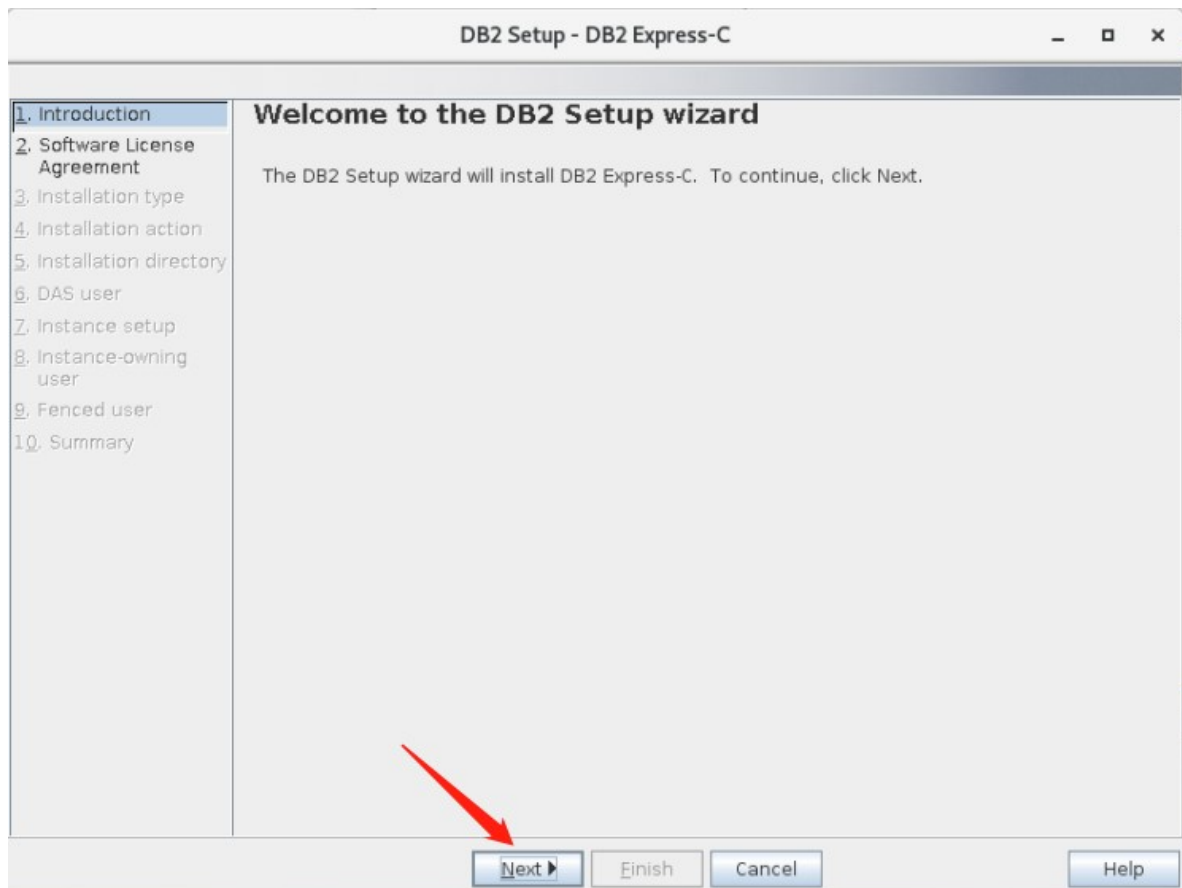 DB2 Setup - DB2 Express-C
1. Introduction
2. Software License
Agreement
3. Installation type
4. Installation action
5. Installation directory
6. DAS user
7. Instance setup
8. Instance-owning
user
9. Fenced user
10. Summary
Welcome to the DB2 Setup wizard
The DB2 Setup wizard will install DB2 Express-C. To continue, click Next.
Next
Finish
Cancel
Help